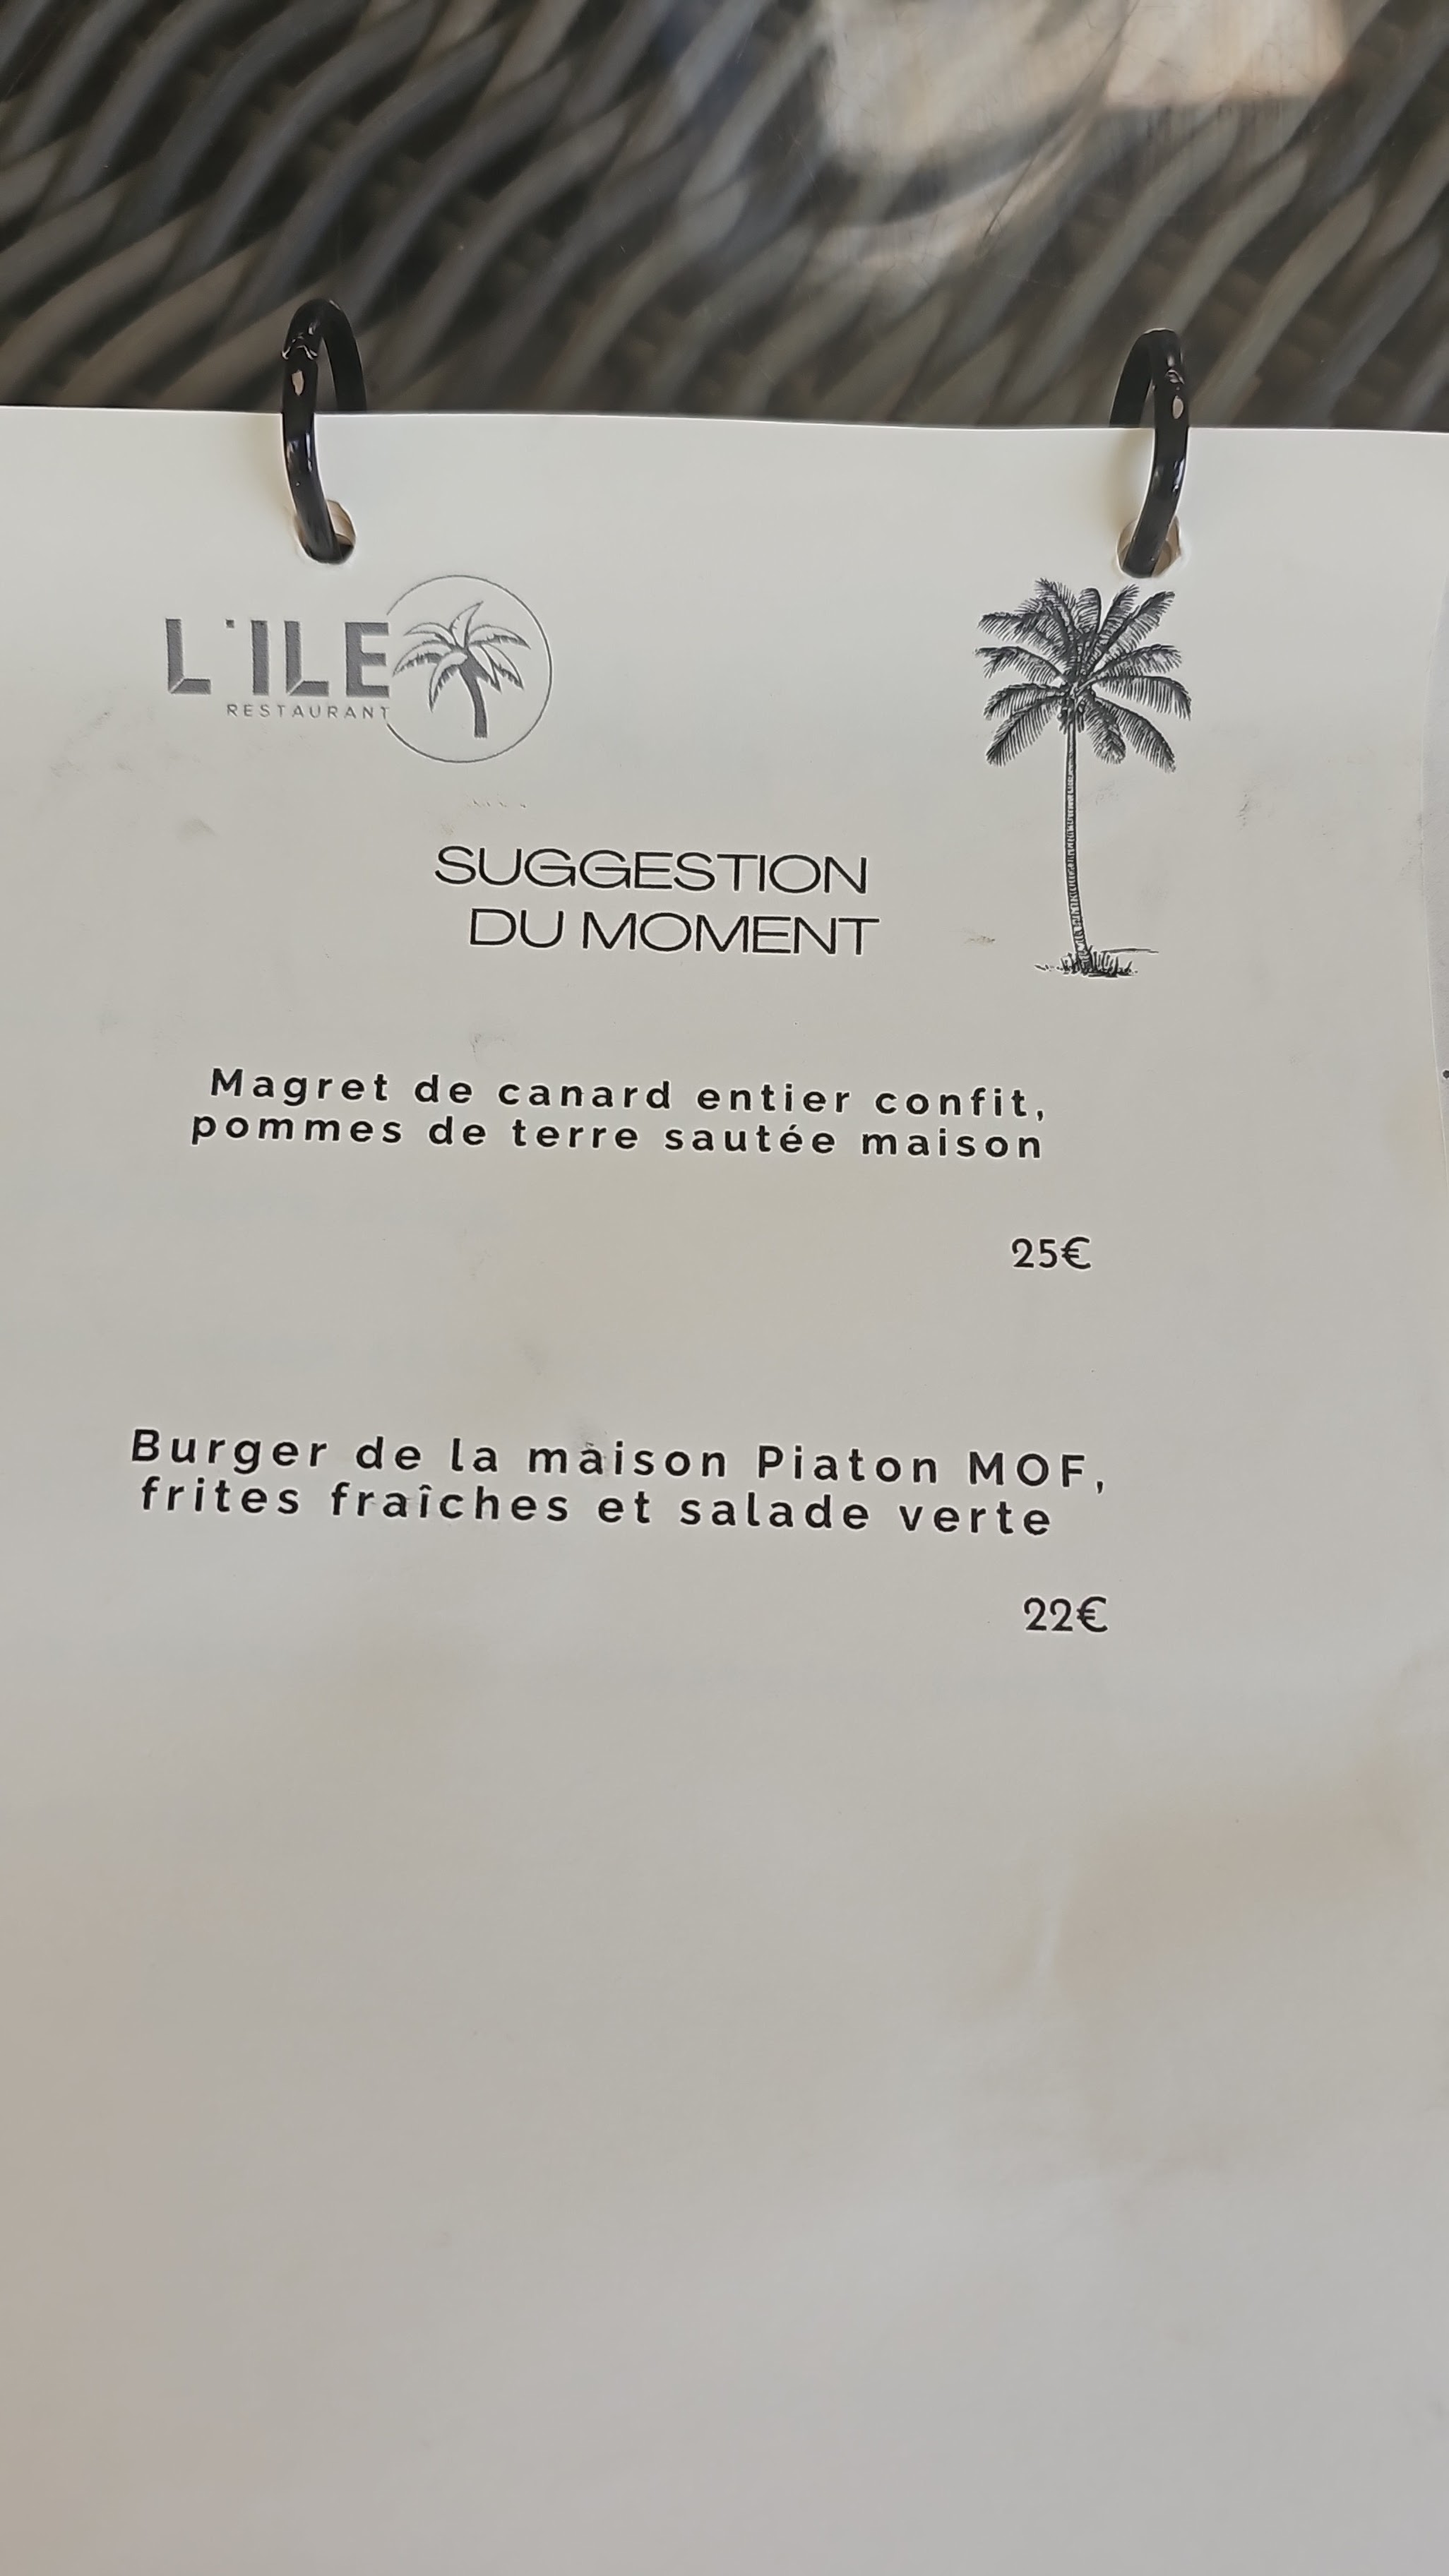 L'ILE
RESTAURANT
SUGGESTION
DU MOMENT
Magret de canard entier confit,
pommes de terre sautée maison
25€
Burger de la maison Piaton MOF,
frites fraîches et salade verte
22€